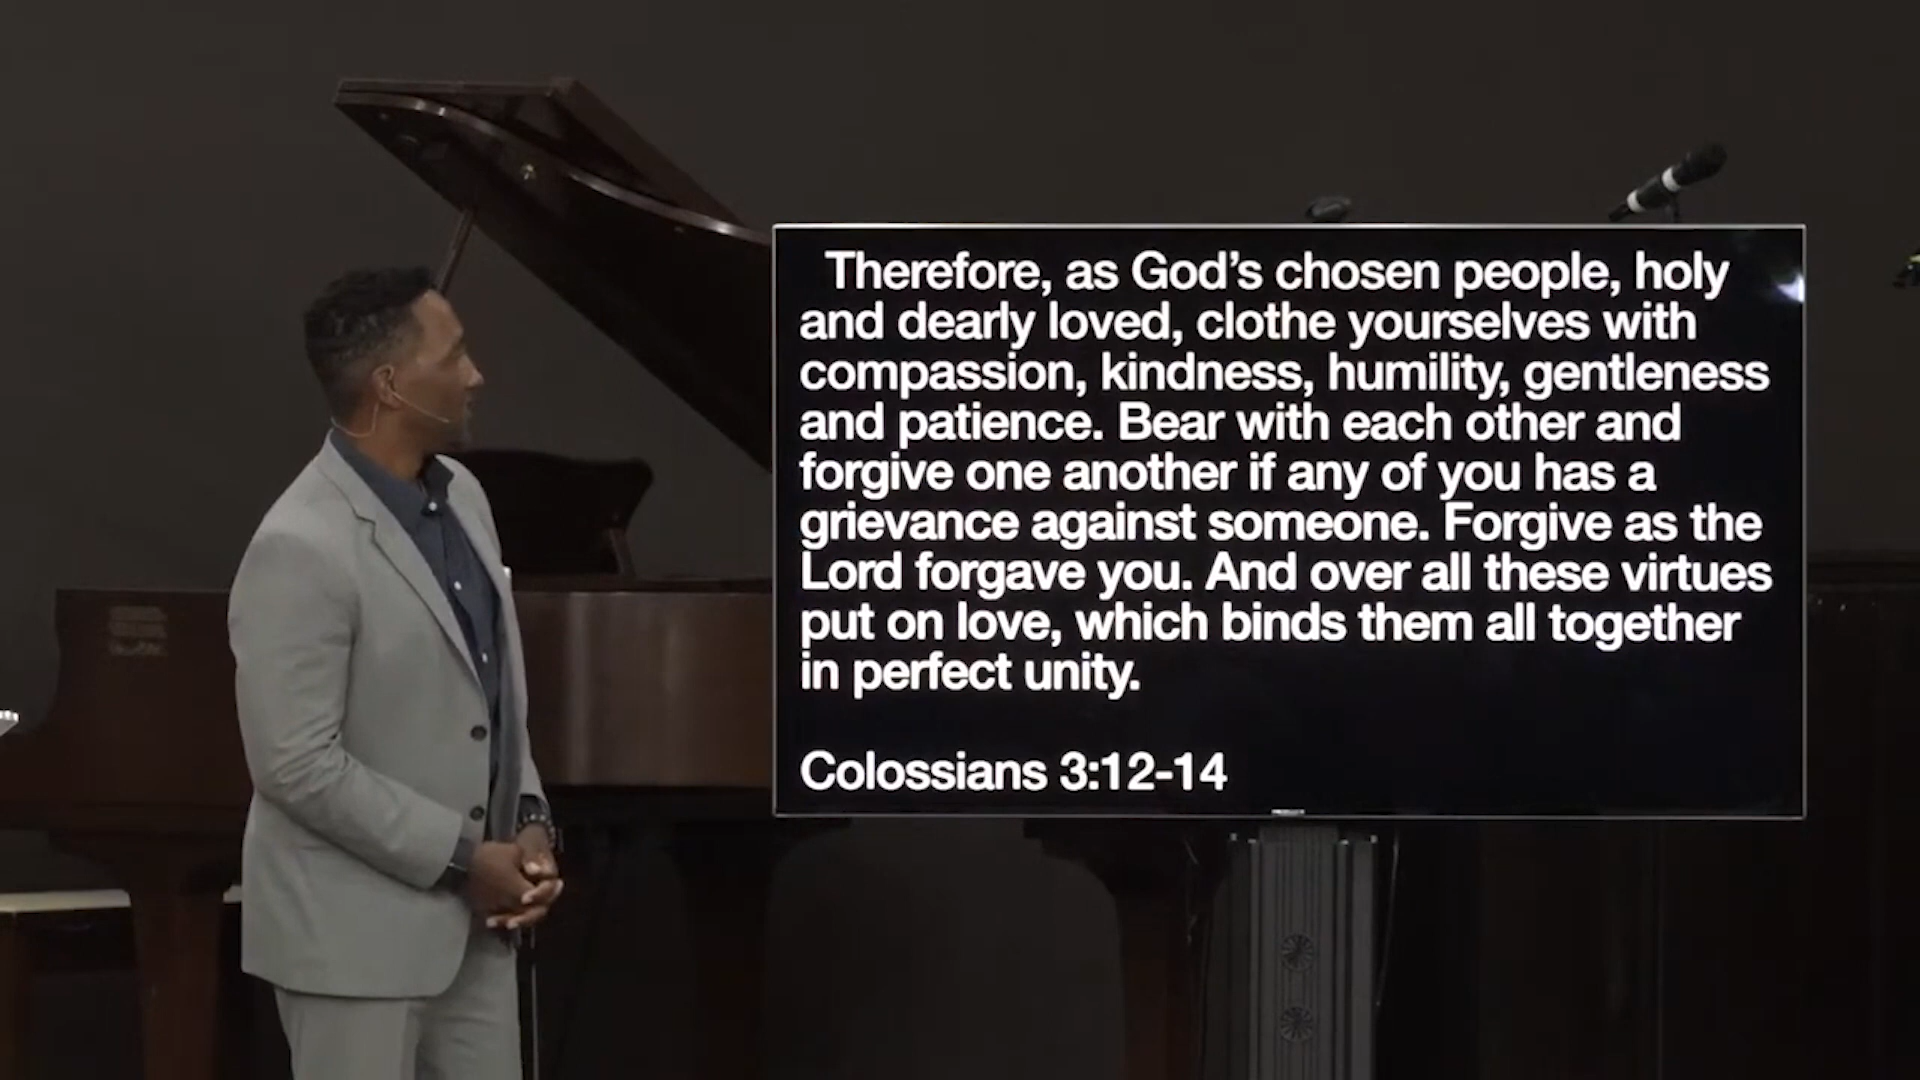 Therefore, as God’s chosen people, holy
and dearly loved, clothe yourselves with
compassion, kindness, humility, gentleness
and patience. Bear with each other and
forgive one another if any of you has a
grievance against someone. Forgive as the
Lord forgave you. And over all these virtues
put on love, which binds them all together
in perfect unity.
Colossians 3:12-14